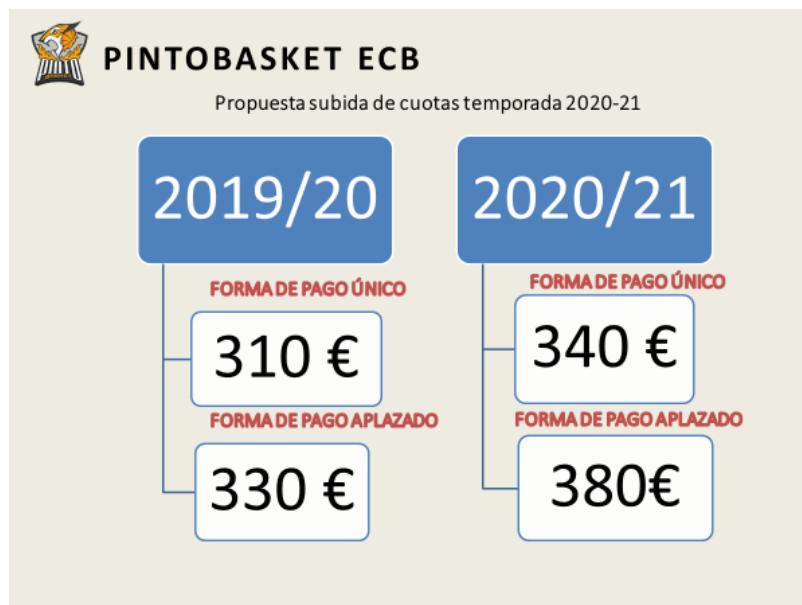 PINTOBASKET ECB
Propuesta subida de cuotas temporada 2020-21
2019/20
FORMA DE PAGO ÚNICO
310 €
FORMA DE PAGO APLAZADO
330 €
2020/21
FORMA DE PAGO ÚNICO
340 €
FORMA DE PAGO APLAZADO
380€